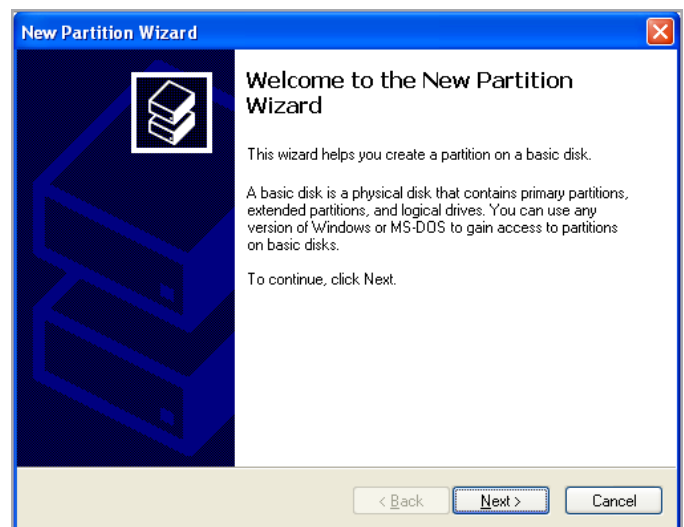 New Partition Wizard
Welcome to the New Partition
Wizard
This wizard helps you create a partition on a basic disk.
A basic disk is a physical disk that contains primary partitions,
extended partitions, and logical drives. You can use any
version of Windows or MS-DOS to gain access to partitions
on basic disks.
To continue, click Next.
< Back Next > Cancel